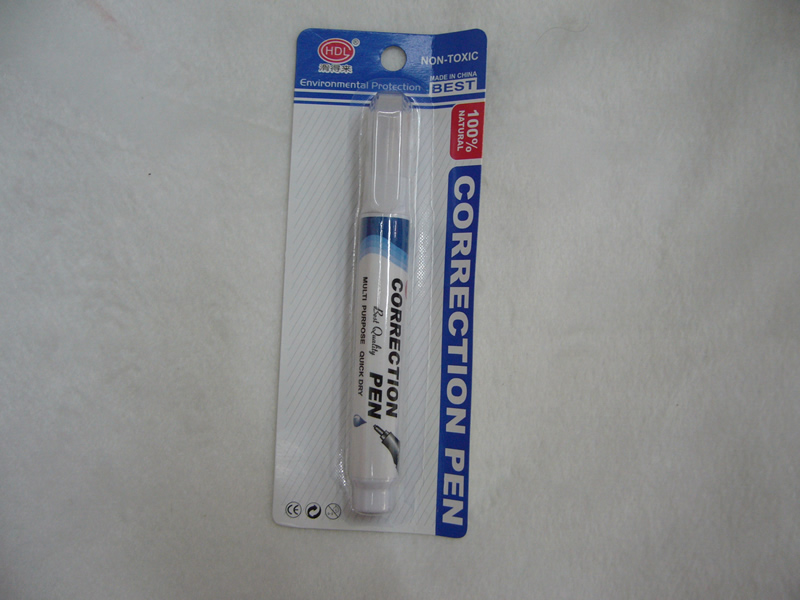 HDL
®
NON-TOXIC
MADE IN CHINA
BEST
Environmental Protection
100%
NATURAL
CORRECTION PEN
CORRECTION PEN
Best Quality
MULTI PURPOSE QUICK DRY
CE